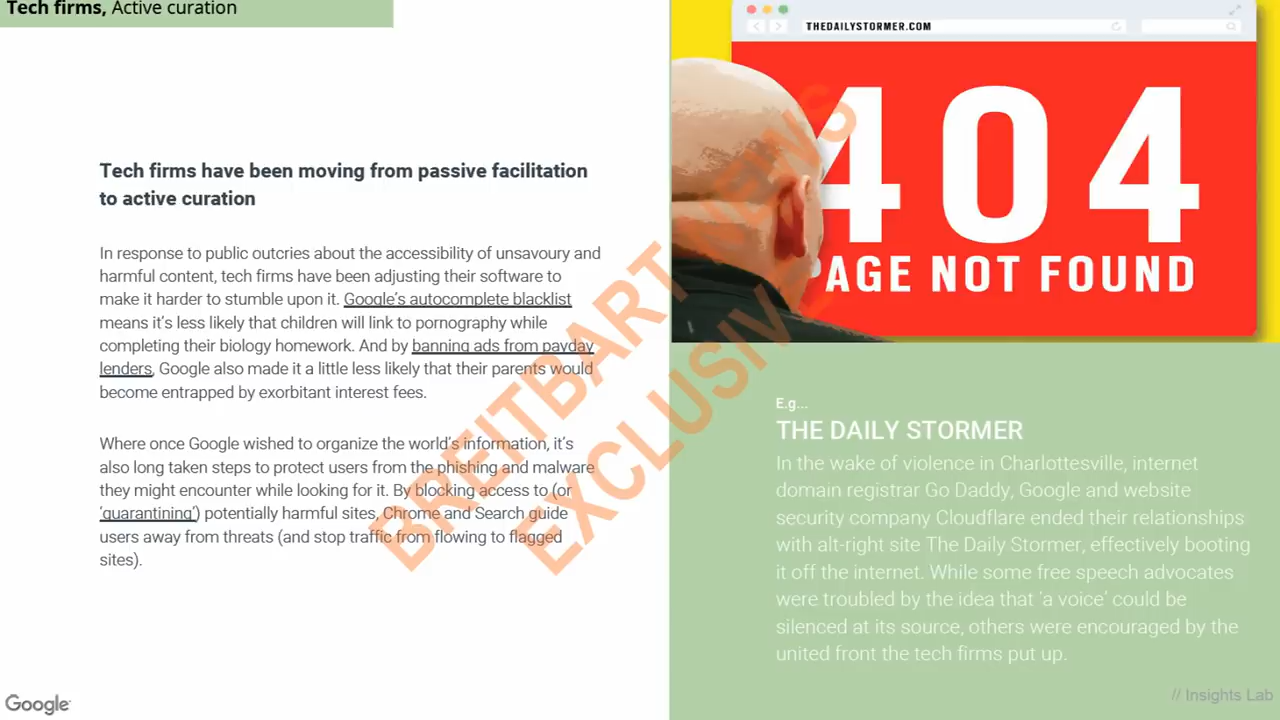 Tech firms, Active curation
THEDAILYSTORMER.COM
404
PAGE NOT FOUND
Tech firms have been moving from passive facilitation
to active curation
In response to public outcries about the accessibility of unsavoury and
harmful content, tech firms have been adjusting their software to
make it harder to stumble upon it. Google's autocomplete blacklist
means it's less likely that children will link to pornography while
completing their biology homework. And by banning ads from payday
lenders, Google also made it a little less likely that their parents would
become entrapped by exorbitant interest fees.
Where once Google wished to organize the world's information, it's
also long taken steps to protect users from the phishing and malware
they might encounter while looking for it. By blocking access to (or
'quarantining') potentially harmful sites, Chrome and Search guide
users away from threats (and stop traffic from flowing to flagged
sites).
E.g...
THE DAILY STORMER
In the wake of violence in Charlottesville, internet
domain registrar Go Daddy, Google and website
security company Cloudflare ended their relationships
with alt-right site The Daily Stormer, effectively booting
it off the internet. While some free speech advocates
were troubled by the idea that 'a voice' could be
silenced at its source, others were encouraged by the
united front the tech firms put up.
BREITBART NEWS
EXCLUSIVE
Google
// Insights Lab